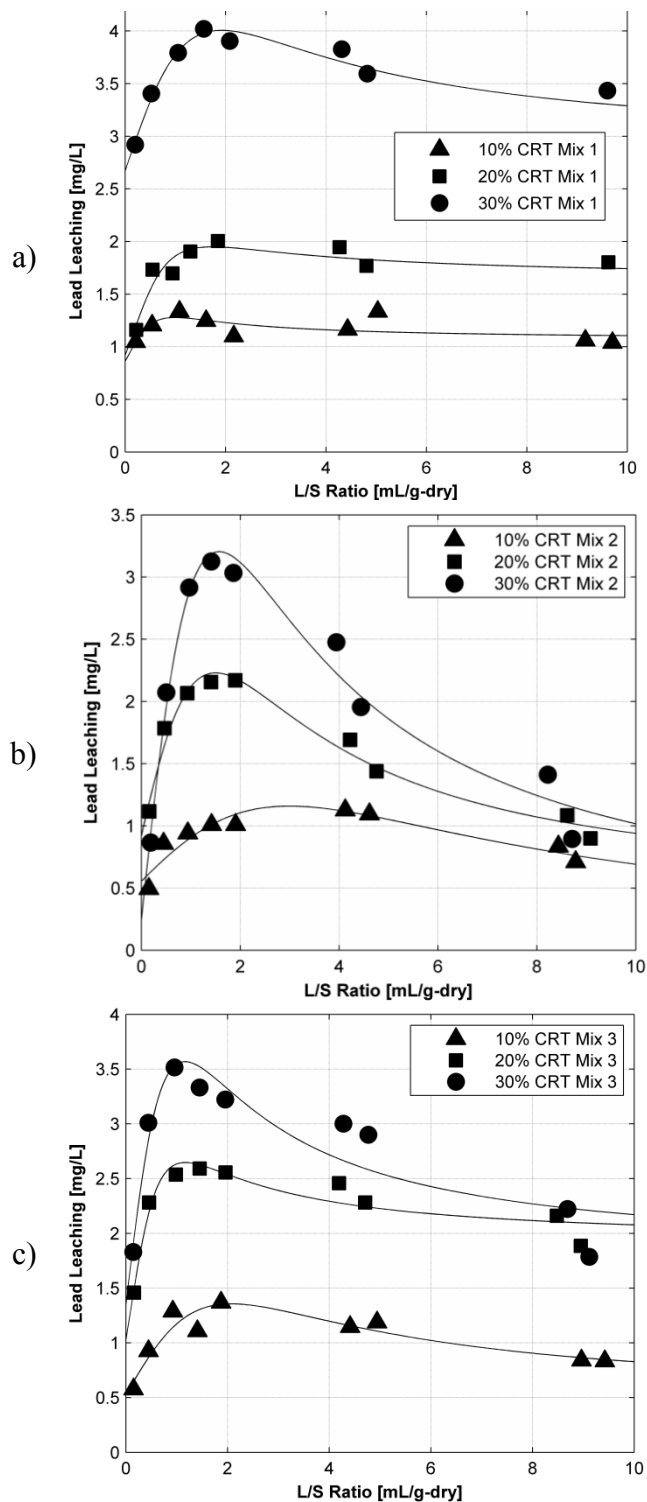 a)
Lead Leaching [mg/L]
4
3.5
3
2.5
2
1.5
1
0.5
0
10% CRT Mix 1
20% CRT Mix 1
30% CRT Mix 1
0 2 4 6 8 10
L/S Ratio [mL/g-dry]
b)
Lead Leaching [mg/L]
3.5
3
2.5
2
1.5
1
0.5
0
10% CRT Mix 2
20% CRT Mix 2
30% CRT Mix 2
0 2 4 6 8 10
L/S Ratio [mL/g-dry]
c)
Lead Leaching [mg/L]
4
3.5
3
2.5
2
1.5
1
0.5
0
10% CRT Mix 3
20% CRT Mix 3
30% CRT Mix 3
0 2 4 6 8 10
L/S Ratio [mL/g-dry]